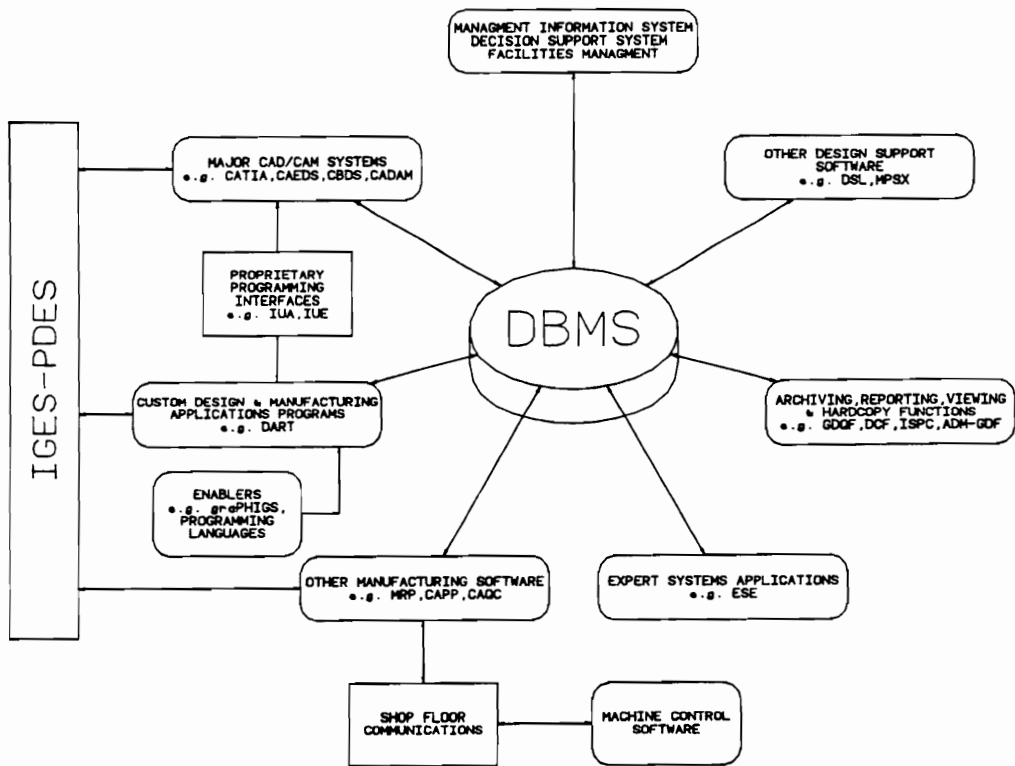 MANAGMENT INFORMATION SYSTEM
DECISION SUPPORT SYSTEM
FACILITIES MANAGMENT
MAJOR CAD/CAM SYSTEMS
e.g. CATIA,CAEDS,CBDS,CADAM
OTHER DESIGN SUPPORT
SOFTWARE
e.g. DSL,MPSX
PROPRIETARY
PROGRAMMING
INTERFACES
e.g. IUA,IUE
DBMS
IGES-PDES
CUSTOM DESIGN & MANUFACTURING
APPLICATIONS PROGRAMS
e.g. DART
ARCHIVING,REPORTING,VIEWING
& HARDCOPY FUNCTIONS
e.g. GDQF,DCF,ISPC,ADM-GDF
ENABLERS
e.g. graPHIGS,
PROGRAMMING
LANGUAGES
OTHER MANUFACTURING SOFTWARE
e.g. MRP,CAPP,CAQC
EXPERT SYSTEMS APPLICATIONS
e.g. ESE
SHOP FLOOR
COMMUNICATIONS
MACHINE CONTROL
SOFTWARE